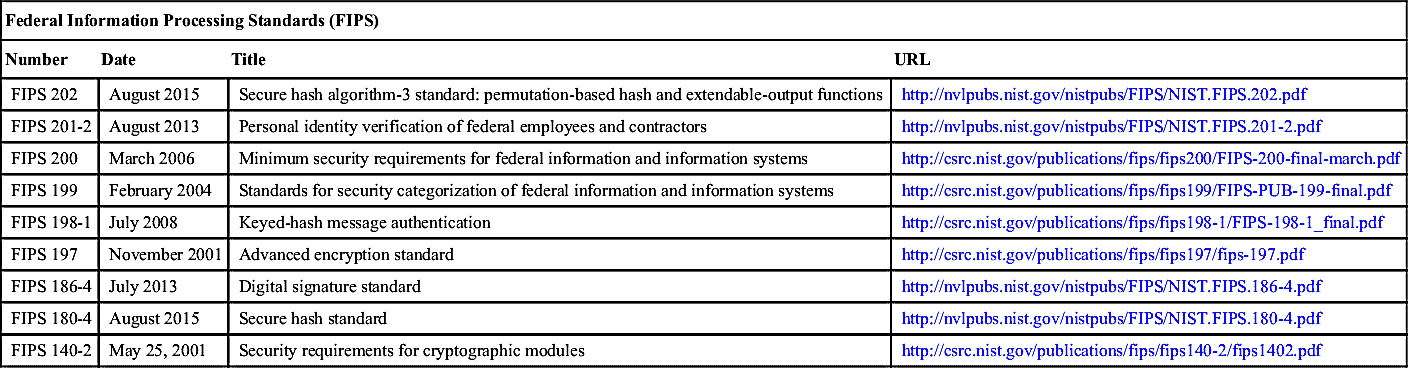 Federal Information Processing Standards (FIPS)
Number Date Title URL
FIPS 202 August 2015 Secure hash algorithm-3 standard: permutation-based hash and extendable-output functions http://nvlpubs.nist.gov/nistpubs/FIPS/NIST.FIPS.202.pdf
FIPS 201-2 August 2013 Personal identity verification of federal employees and contractors http://nvlpubs.nist.gov/nistpubs/FIPS/NIST.FIPS.201-2.pdf
FIPS 200 March 2006 Minimum security requirements for federal information and information systems http://csrc.nist.gov/publications/fips/fips200/FIPS-200-final-march.pdf
FIPS 199 February 2004 Standards for security categorization of federal information and information systems http://csrc.nist.gov/publications/fips/fips199/FIPS-PUB-199-final.pdf
FIPS 198-1 July 2008 Keyed-hash message authentication http://csrc.nist.gov/publications/fips/fips198-1/FIPS-198-1_final.pdf
FIPS 197 November 2001 Advanced encryption standard http://csrc.nist.gov/publications/fips/fips197/fips-197.pdf
FIPS 186-4 July 2013 Digital signature standard http://nvlpubs.nist.gov/nistpubs/FIPS/NIST.FIPS.186-4.pdf
FIPS 180-4 August 2015 Secure hash standard http://nvlpubs.nist.gov/nistpubs/FIPS/NIST.FIPS.180-4.pdf
FIPS 140-2 May 25, 2001 Security requirements for cryptographic modules http://csrc.nist.gov/publications/fips/fips140-2/fips1402.pdf